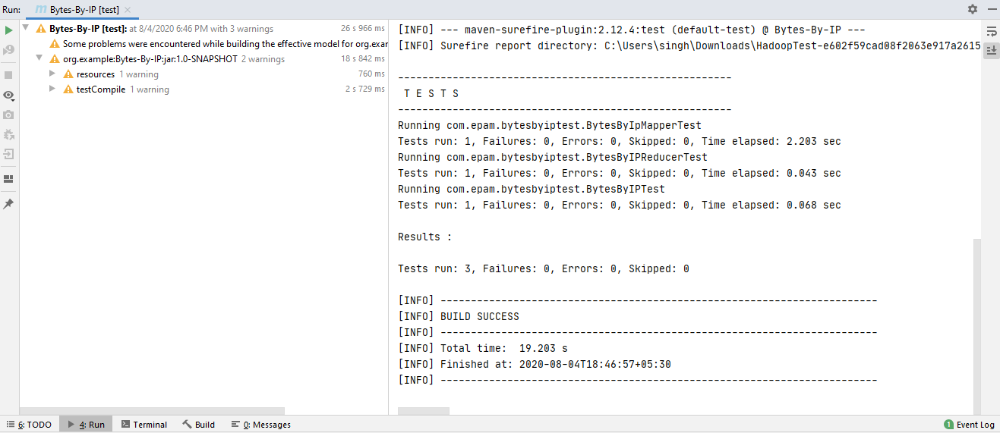 Run: m Bytes-By-IP [test] ×
Bytes-By-IP [test]: at 8/4/2020 6:46 PM with 3 warnings 26 s 966 ms
Some problems were encountered while building the effective model for org.exar
org.example:Bytes-By-IP:jar:1.0-SNAPSHOT 2 warnings 18 s 842 ms
resources 1 warning 760 ms
testCompile 1 warning 2 s 729 ms
[INFO] --- maven-surefire-plugin:2.12.4:test (default-test) @ Bytes-By-IP ---
[INFO] Surefire report directory: C:\Users\singh\Downloads\HadoopTest-e602f59cad08f2063e917a2615
-------------------------------------------------------
T E S T S
-------------------------------------------------------
Running com.epam.bytesbyiptest.BytesByIpMapperTest
Tests run: 1, Failures: 0, Errors: 0, Skipped: 0, Time elapsed: 2.203 sec
Running com.epam.bytesbyiptest.BytesByIPReducerTest
Tests run: 1, Failures: 0, Errors: 0, Skipped: 0, Time elapsed: 0.043 sec
Running com.epam.bytesbyiptest.BytesByIPTest
Tests run: 1, Failures: 0, Errors: 0, Skipped: 0, Time elapsed: 0.068 sec
Results :
Tests run: 3, Failures: 0, Errors: 0, Skipped: 0
[INFO] ------------------------------------------------------------------------
[INFO] BUILD SUCCESS
[INFO] ------------------------------------------------------------------------
[INFO] Total time:  19.203 s
[INFO] Finished at: 2020-08-04T18:46:57+05:30
[INFO] ------------------------------------------------------------------------
6: TODO 4: Run Terminal Build 0: Messages 1 Event Log